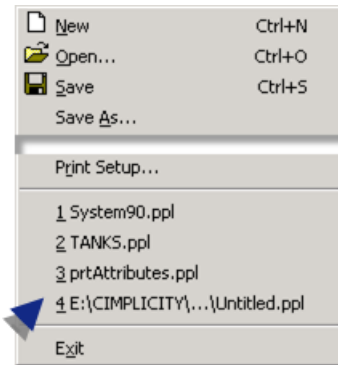 New Ctrl+N
Open... Ctrl+O
Save Ctrl+S
Save As...
Print Setup...
1 System90.ppl
2 TANKS.ppl
3 prtAttributes.ppl
4 E:\CIMPLICITY\...\Untitled.ppl
Exit